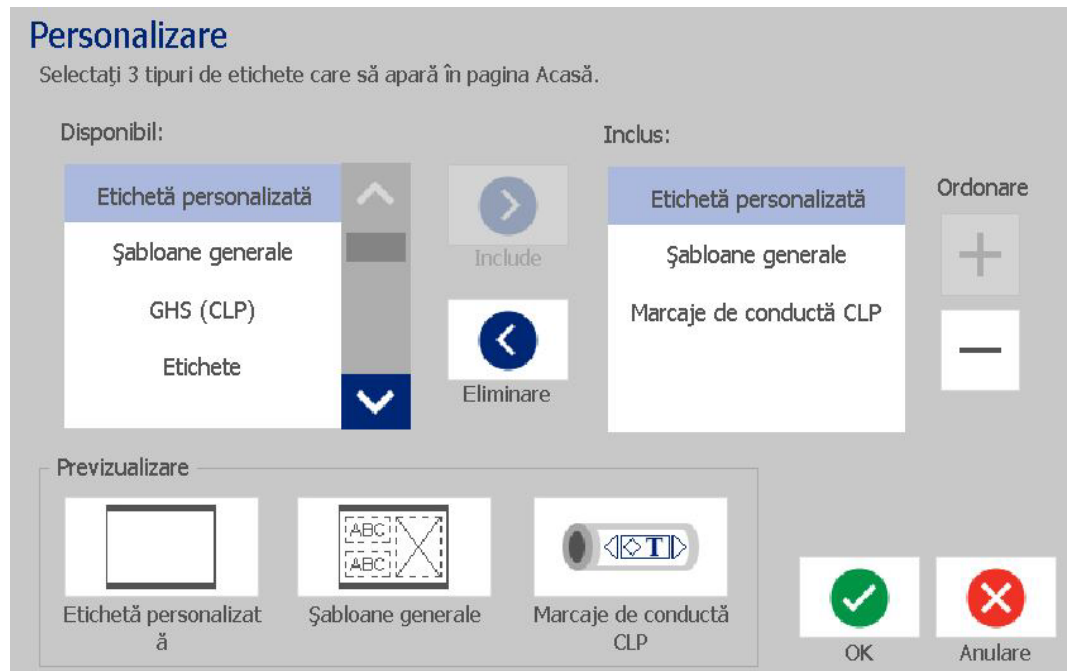 Personalizare
Selectați 3 tipuri de etichete care să apară în pagina Acasă.
Disponibil:
Inclus:
Etichetă personalizată
Şabloane generale
GHS (CLP)
Etichete
Include
Eliminare
Etichetă personalizată
Şabloane generale
Marcaje de conductă CLP
Ordonare
Previzualizare
ABC
ABC
T
Etichetă personalizat
ă
Şabloane generale
Marcaje de conductă
CLP
OK
Anulare